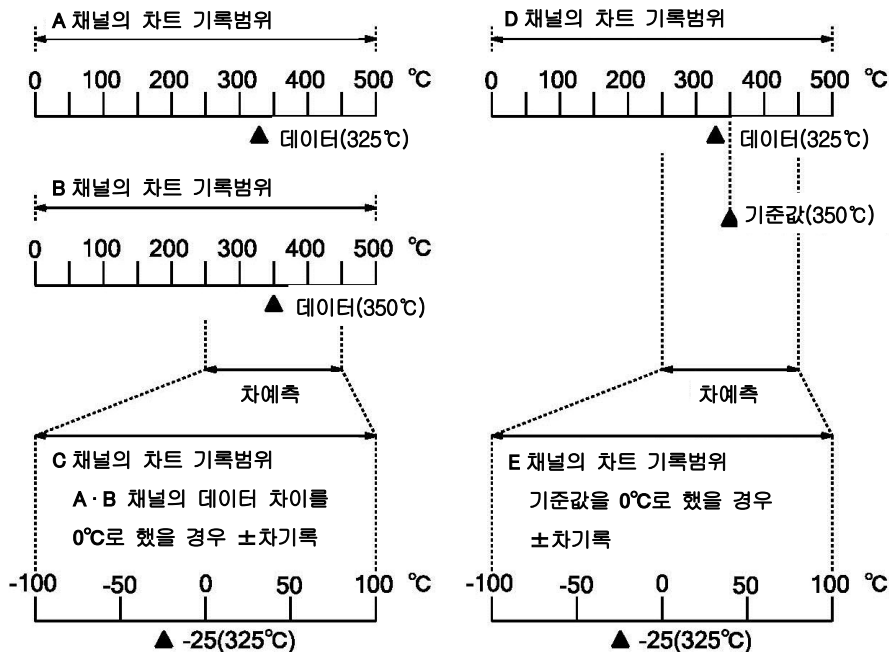 A 채널의 차트 기록범위
0 100 200 300 400 500 ℃
데이터(325℃)
B 채널의 차트 기록범위
0 100 200 300 400 500 ℃
데이터(350℃)
차예측
C 채널의 차트 기록범위
A·B 채널의 데이터 차이를
0℃로 했을 경우 ±차기록
-100 -50 0 50 100 ℃
-25(325℃)
D 채널의 차트 기록범위
0 100 200 300 400 500 ℃
데이터(325℃)
기준값(350℃)
차예측
E 채널의 차트 기록범위
기준값을 0℃로 했을 경우
±차기록
-100 -40 0 40 100 ℃
-25(325℃)